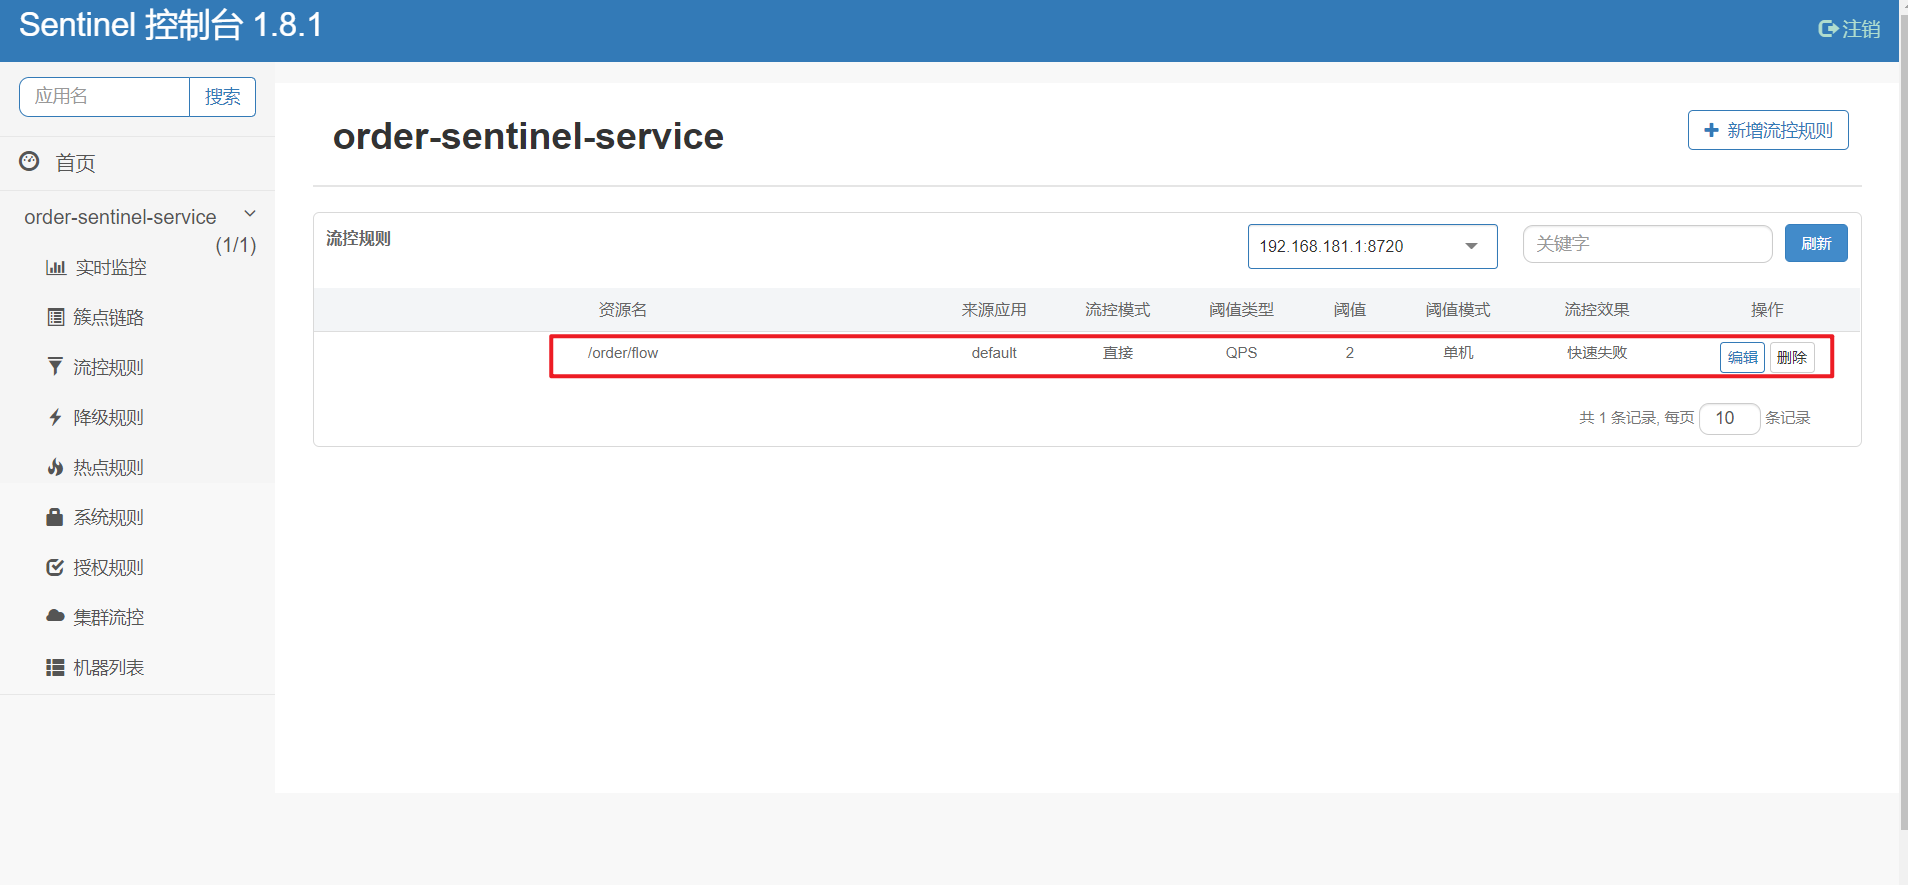 Sentinel 控制台 1.8.1
注销
应用名 搜索
首页
order-sentinel-service
(1/1)
实时监控
簇点链路
流控规则
降级规则
热点规则
系统规则
授权规则
集群流控
机器列表
order-sentinel-service
新增流控规则
流控规则 192.168.181.1:8720 关键字 刷新
资源名 来源应用 流控模式 阈值类型 阈值 阈值模式 流控效果 操作
/order/flow default 直接 QPS 2 单机 快速失败 编辑 删除
共 1 条记录, 每页 10 条记录